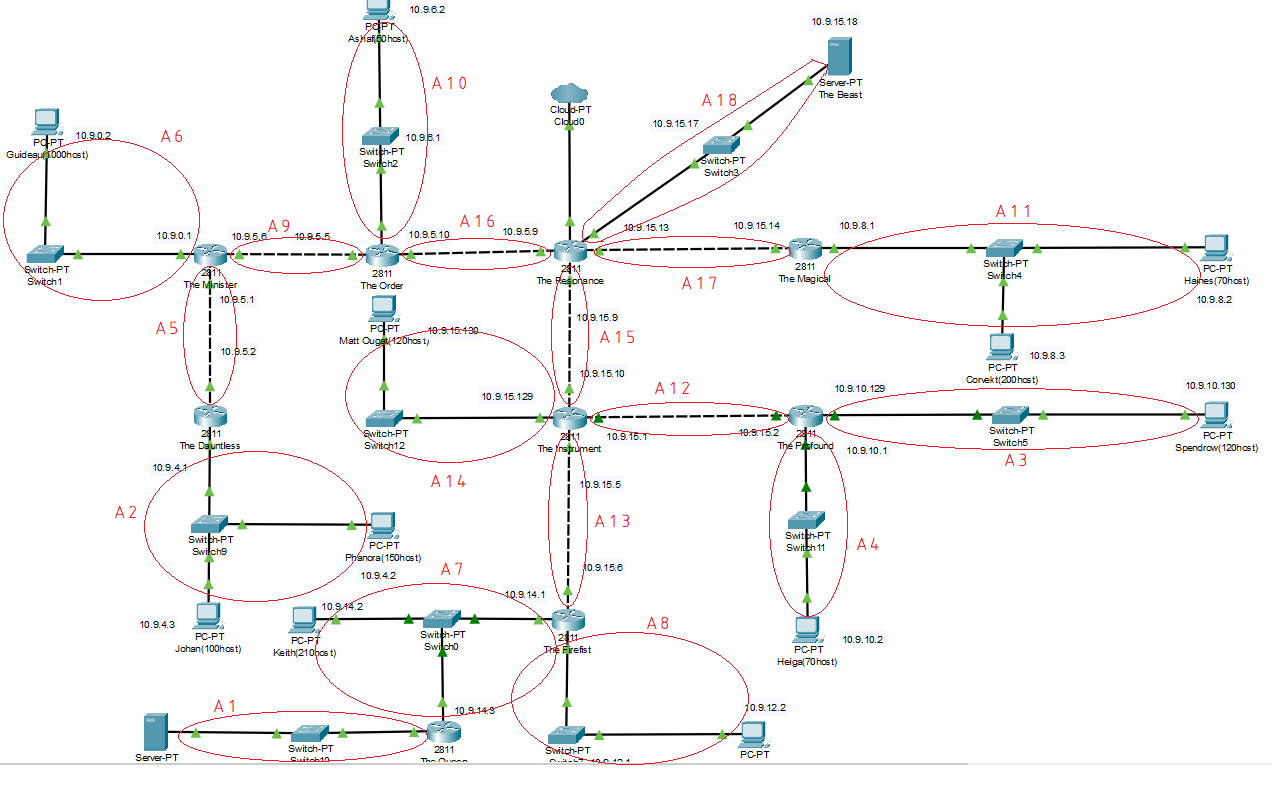 10.9.6.2
PC-PT
Ashaf(50host)
10.9.15.18
Server-PT
The Beast
A 10
A 18
Cloud-PT
Cloud0
10.9.15.17
10.9.0.2
A 6
PC-PT
Guideau(1000host)
10.9.6.1
Switch-PT
Switch2
Switch-PT
Switch3
A 11
10.9.0.1
10.9.5.6
A 9
10.9.5.5
10.9.5.10
A 16
10.9.5.9
10.9.15.13
10.9.15.14
10.9.8.1
Switch-PT
Switch1
2811
The Minister
2811
The Order
2811
The Resonance
A 17
2811
The Magical
Switch-PT
Switch4
PC-PT
Haines(70host)
10.9.8.2
10.9.5.1
A 5
10.9.5.2
PC-PT
Matt Ougat(120host)
10.9.15.130
10.9.15.9
A 15
10.9.15.10
10.9.8.3
PC-PT
Corvekt(200host)
10.9.15.129
A 12
10.9.10.129
10.9.10.130
2811
The Dauntless
Switch-PT
Switch12
2811
The Instrument
10.9.15.1
10.9.15.2
2811
The Profound
Switch-PT
Switch5
PC-PT
Spendrow(120host)
10.9.4.1
A 14
10.9.15.5
10.9.10.1
A 3
A 2
Switch-PT
Switch9
PC-PT
Phanora(150host)
10.9.4.2
A 13
Switch-PT
Switch11
A 4
10.9.15.6
A 7
10.9.14.1
10.9.14.2
10.9.4.3
PC-PT
Johan(100host)
PC-PT
Keith(210host)
Switch-PT
Switch0
2811
The Firefist
A 8
10.9.10.2
PC-PT
Heiga(70host)
A 1
10.9.14.3
10.9.12.2
Server-PT
Switch-PT
Switch10
2811
The Queen
Switch-PT
10.9.12.1
PC-PT